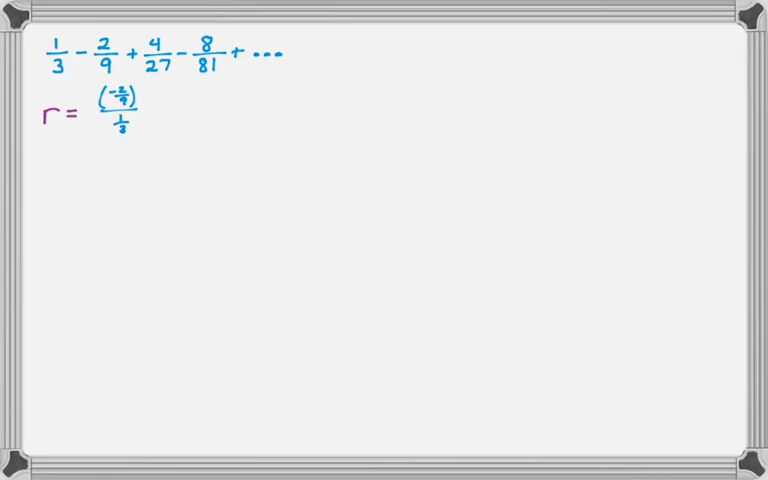 1/3 - 2/9 + 4/27 - 8/81 + ...
r = (-2/9) / 1/3